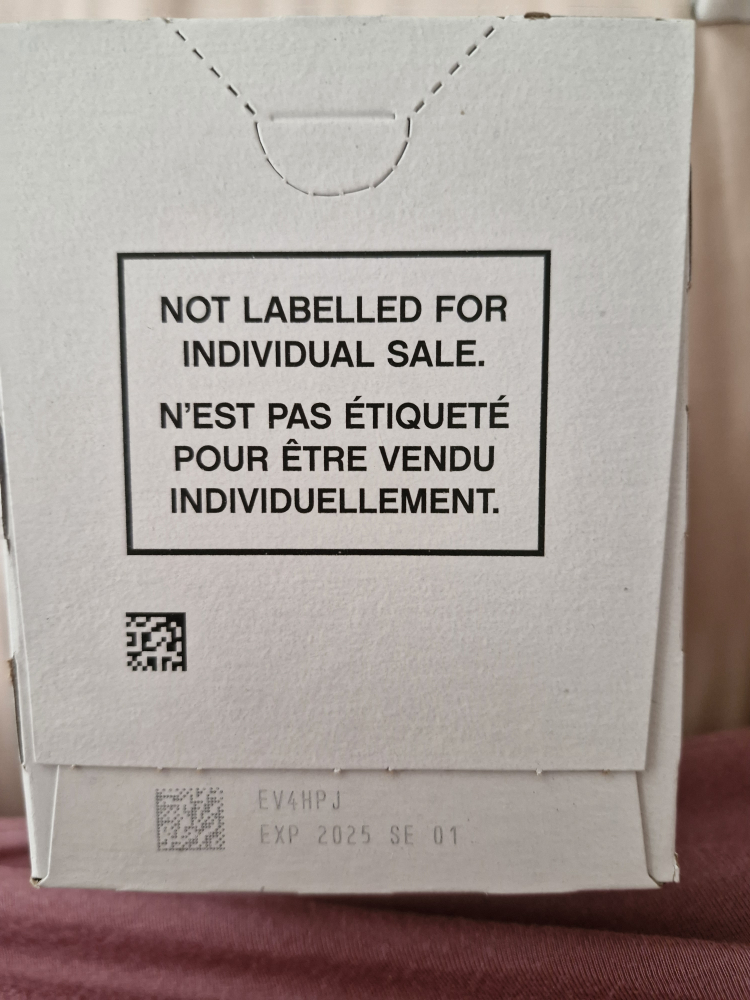 NOT LABELLED FOR
INDIVIDUAL SALE.
N'EST PAS ÉTIQUETÉ
POUR ÊTRE VENDU
INDIVIDUELLEMENT.
EV4HPJ
EXP 2025 SE 01